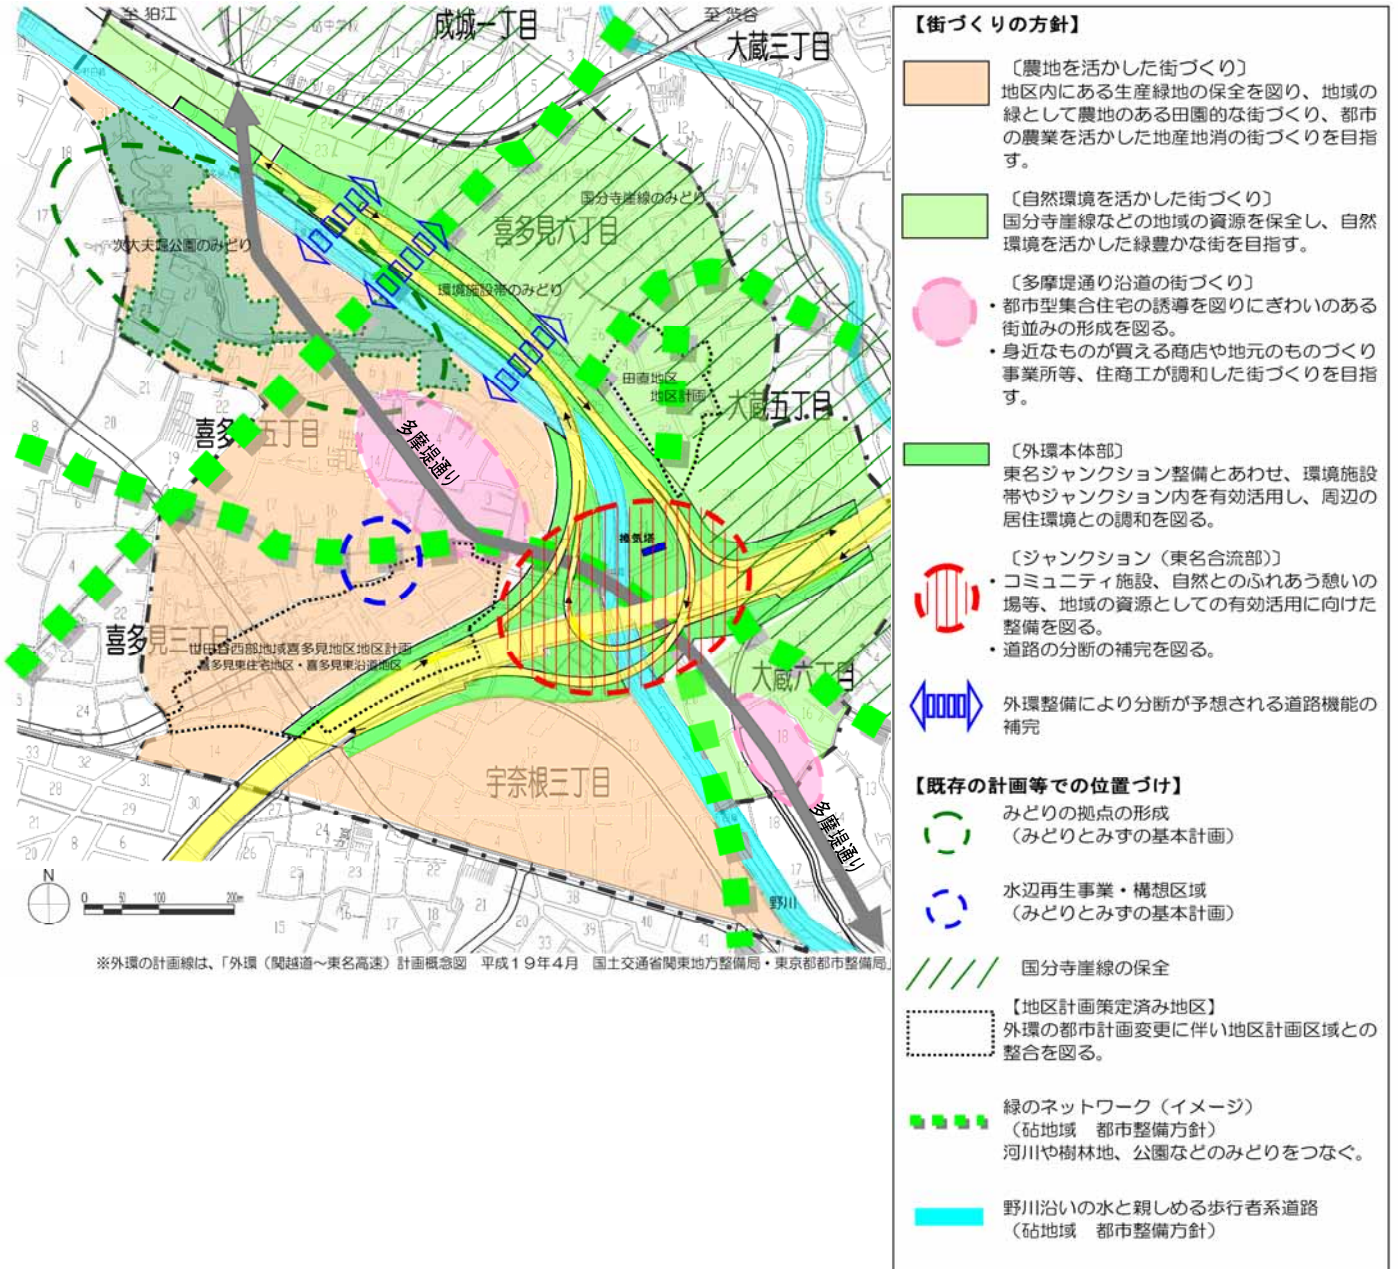 至 狛江
成城一丁目
至 渋谷
大蔵三丁目
国分寺崖線のみどり
喜多見六丁目
次大夫堀公園のみどり
環境施設帯のみどり
田直地区
地区計画
大蔵五丁目
喜多見五丁目
多摩堤通り
換気塔
喜多見三丁目
世田谷西部地域喜多見地区地区計画
喜多見東住宅地区・喜多見東沿道地区
大蔵六丁目
宇奈根三丁目
多摩堤通り
野川
N
0 50 100 200m
※外環の計画線は、「外環（関越道～東名高速）計画概念図　平成１９年４月　国土交通省関東地方整備局・東京都都市整備局」
【街づくりの方針】
〔農地を活かした街づくり〕
地区内にある生産緑地の保全を図り、地域の
緑として農地のある田園的な街づくり、都市
の農業を活かした地産地消の街づくりを目指
す。
〔自然環境を活かした街づくり〕
国分寺崖線などの地域の資源を保全し、自然
環境を活かした緑豊かな街を目指す。
〔多摩堤通り沿道の街づくり〕
・都市型集合住宅の誘導を図りにぎわいのある
街並みの形成を図る。
・身近なものが買える商店や地元のものづくり
事業所等、住商工が調和した街づくりを目指
す。
〔外環本体部〕
東名ジャンクション整備とあわせ、環境施設
帯やジャンクション内を有効活用し、周辺の
居住環境との調和を図る。
〔ジャンクション（東名合流部）〕
・コミュニティ施設、自然とのふれあう憩いの
場等、地域の資源としての有効活用に向けた
整備を図る。
・道路の分断の補完を図る。
外環整備により分断が予想される道路機能の
補完
【既存の計画等での位置づけ】
みどりの拠点の形成
（みどりとみずの基本計画）
水辺再生事業・構想区域
（みどりとみずの基本計画）
国分寺崖線の保全
【地区計画策定済み地区】
外環の都市計画変更に伴い地区計画区域との
整合を図る。
緑のネットワーク（イメージ）
（砧地域　都市整備方針）
河川や樹林地、公園などのみどりをつなぐ。
野川沿いの水と親しめる歩行者系道路
（砧地域　都市整備方針）